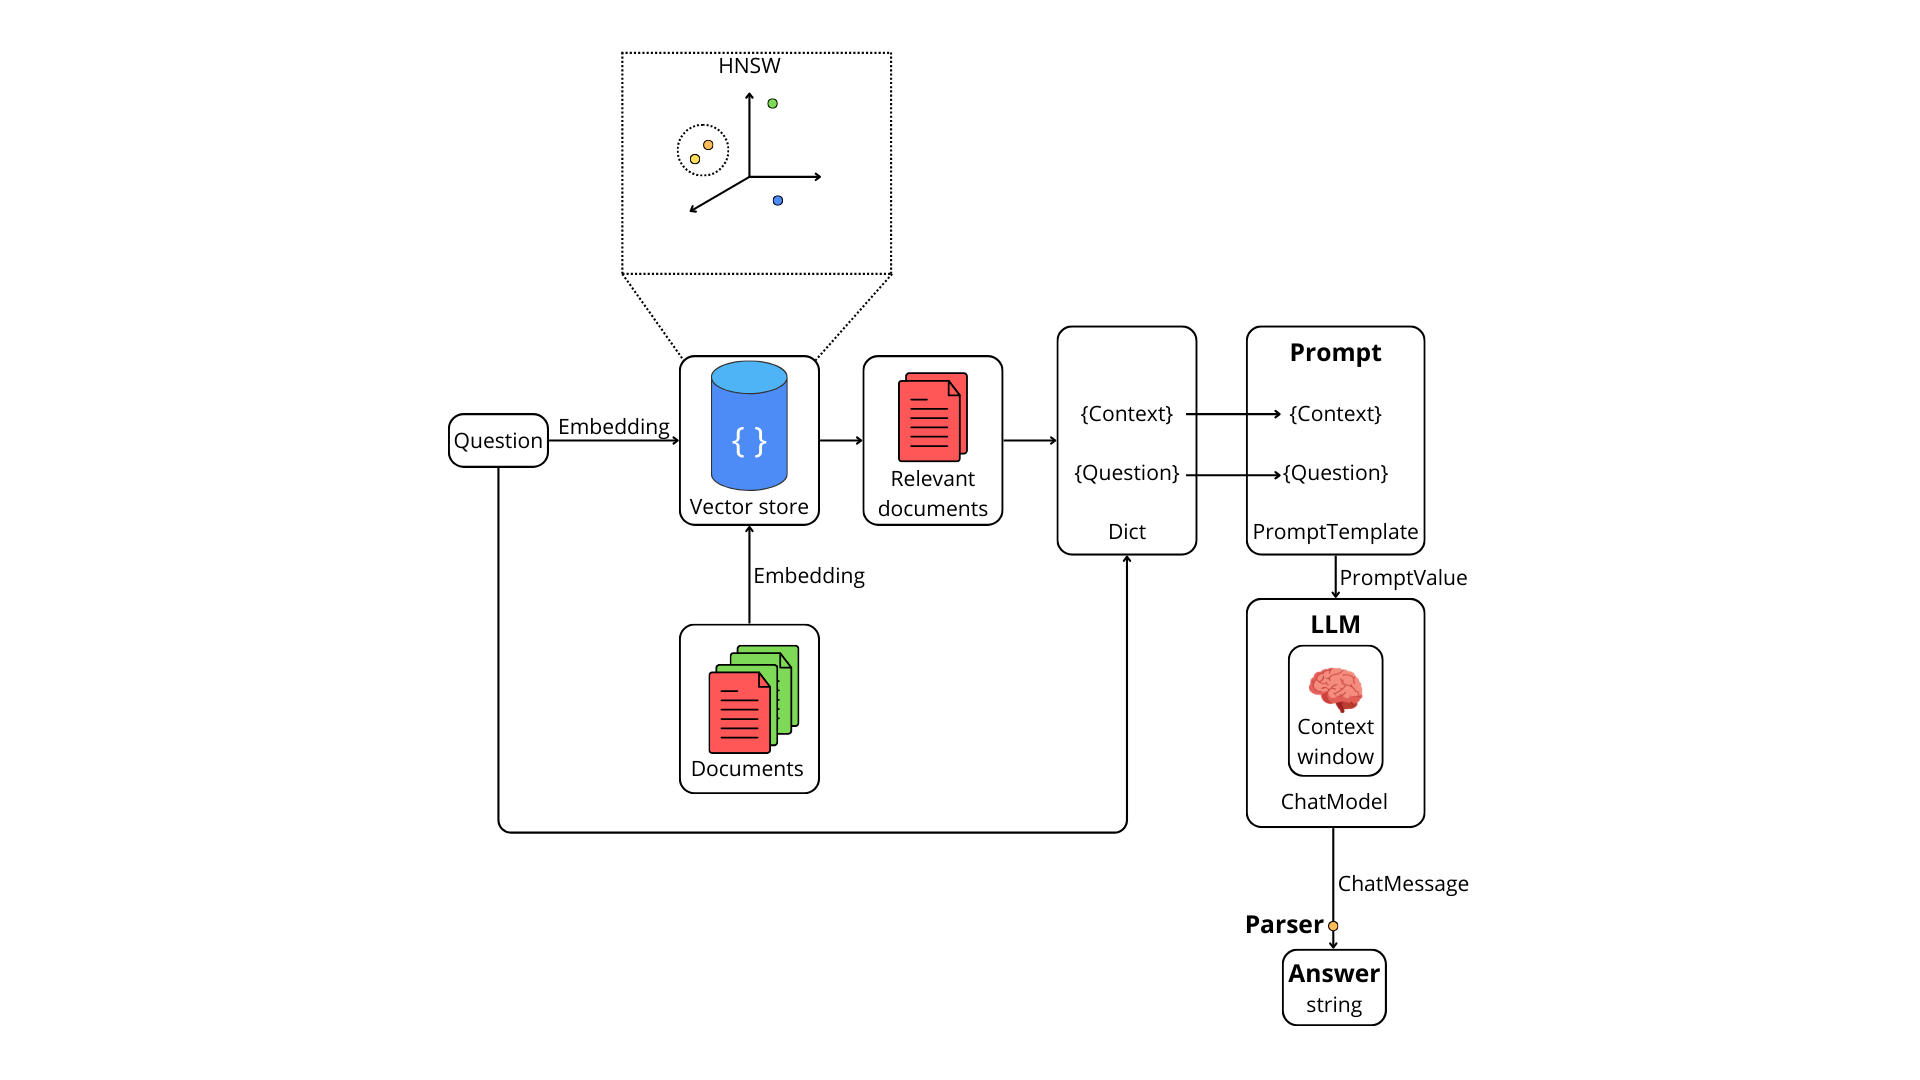 HNSW
Question
Embedding
{ }
Vector store
Relevant
documents
{Context}
{Question}
Dict
Prompt
{Context}
{Question}
PromptTemplate
Embedding
Documents
PromptValue
LLM
Context
window
ChatModel
ChatMessage
Parser
Answer
string